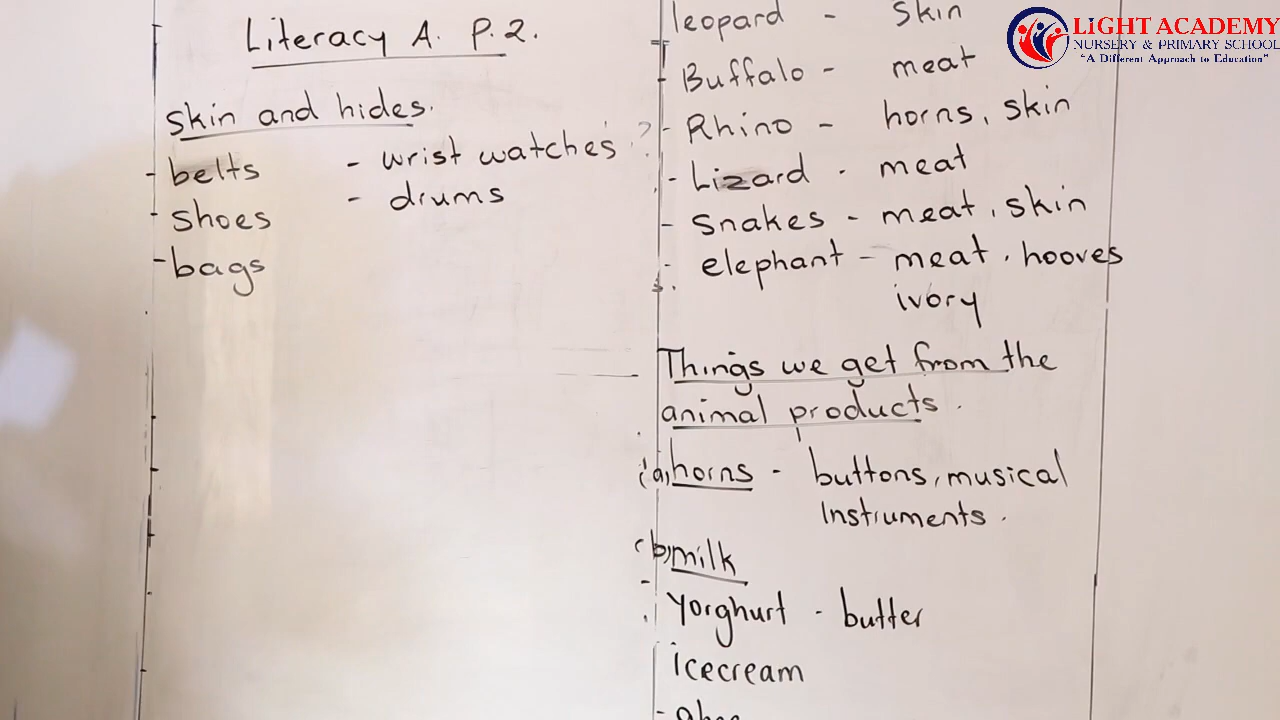 Literacy A. P.2.
Skin and hides.
- belts - wrist watches
- Shoes - drums
- bags
leopard - Skin
- Buffalo - meat
- Rhino - horns, skin
- Lizard - meat
- Snakes - meat, skin
- elephant - meat, hooves
ivory
Things we get from the
animal products.
(a) horns - buttons, musical
Instruments.
(b) milk
- Yorghurt - butter
icecream
LIGHT ACADEMY
NURSERY & PRIMARY SCHOOL
"A Different Approach to Education"